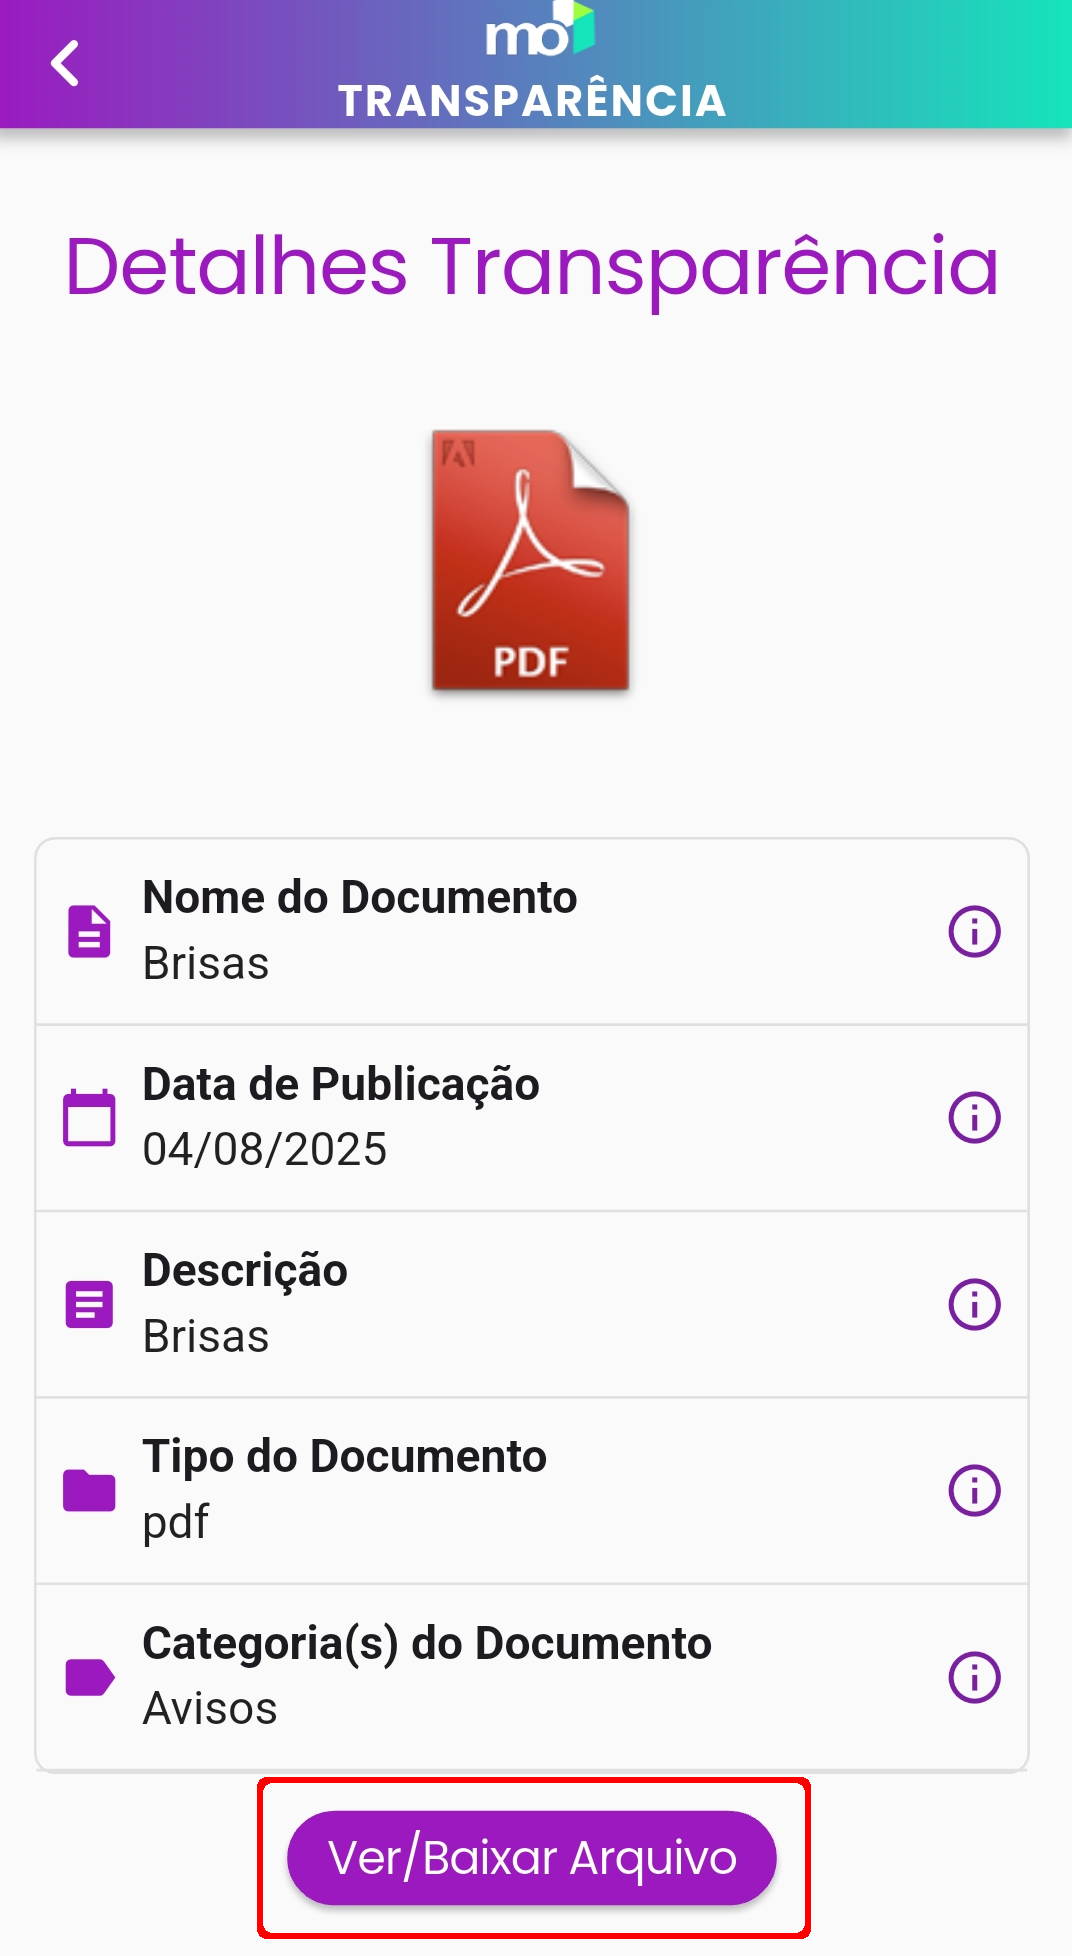 mo
TRANSPARÊNCIA
Detalhes Transparência
PDF
Nome do Documento
Brisas
Data de Publicação
04/08/2025
Descrição
Brisas
Tipo do Documento
pdf
Categoria(s) do Documento
Avisos
Ver/Baixar Arquivo